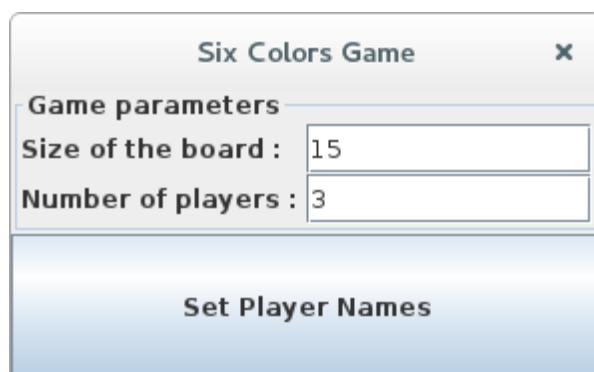 Six Colors Game
Game parameters
Size of the board : 15
Number of players : 3
Set Player Names